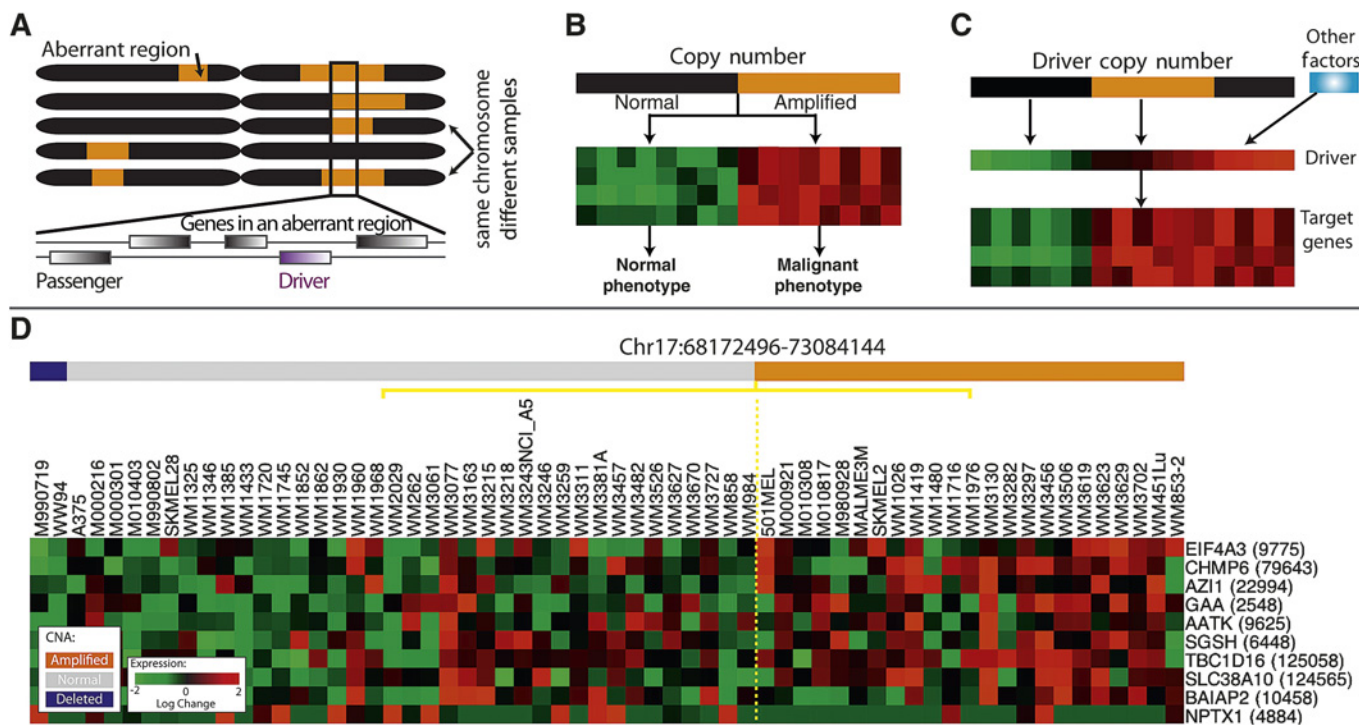 A
Aberrant region
same chromosome
different samples
Genes in an aberrant region
Passenger
Driver
B
Copy number
Normal
Amplified
Normal
phenotype
Malignant
phenotype
C
Driver copy number
Other
factors
Driver
Target
genes
D
Chr17:68172496-73084144
M990719
WW94
A375
M000216
M000301
M010403
M990802
SKMEL28
WM1325
WM1346
WM1385
WM1433
WM1720
WM1745
WM1852
WM1862
WM1930
WM1960
WM1968
WM2029
WM262
WM3061
WM3077
WM3163
WM3215
WM3218
WM3243NCI_A5
WM3246
WM3259
WM3311
WM3381A
WM3457
WM3482
WM3526
WM3627
WM3670
WM3727
WM858
WM984
501MEL
M000921
M010308
M010817
M980928
MALME3M
SKMEL2
WM1026
WM1419
WM1480
WM1716
WM1976
WM3130
WM3282
WM3297
WM3456
WM3506
WM3619
WM3623
WM3629
WM3702
WM451Lu
WM853-2
EIF4A3 (9775)
CHMP6 (79643)
AZI1 (22994)
GAA (2548)
AATK (9625)
SGSH (6448)
TBC1D16 (125058)
SLC38A10 (124565)
BAIAP2 (10458)
NPTX1 (4884)
CNA:
Amplified
Normal
Deleted
Expression:
-2 0 2
Log Change